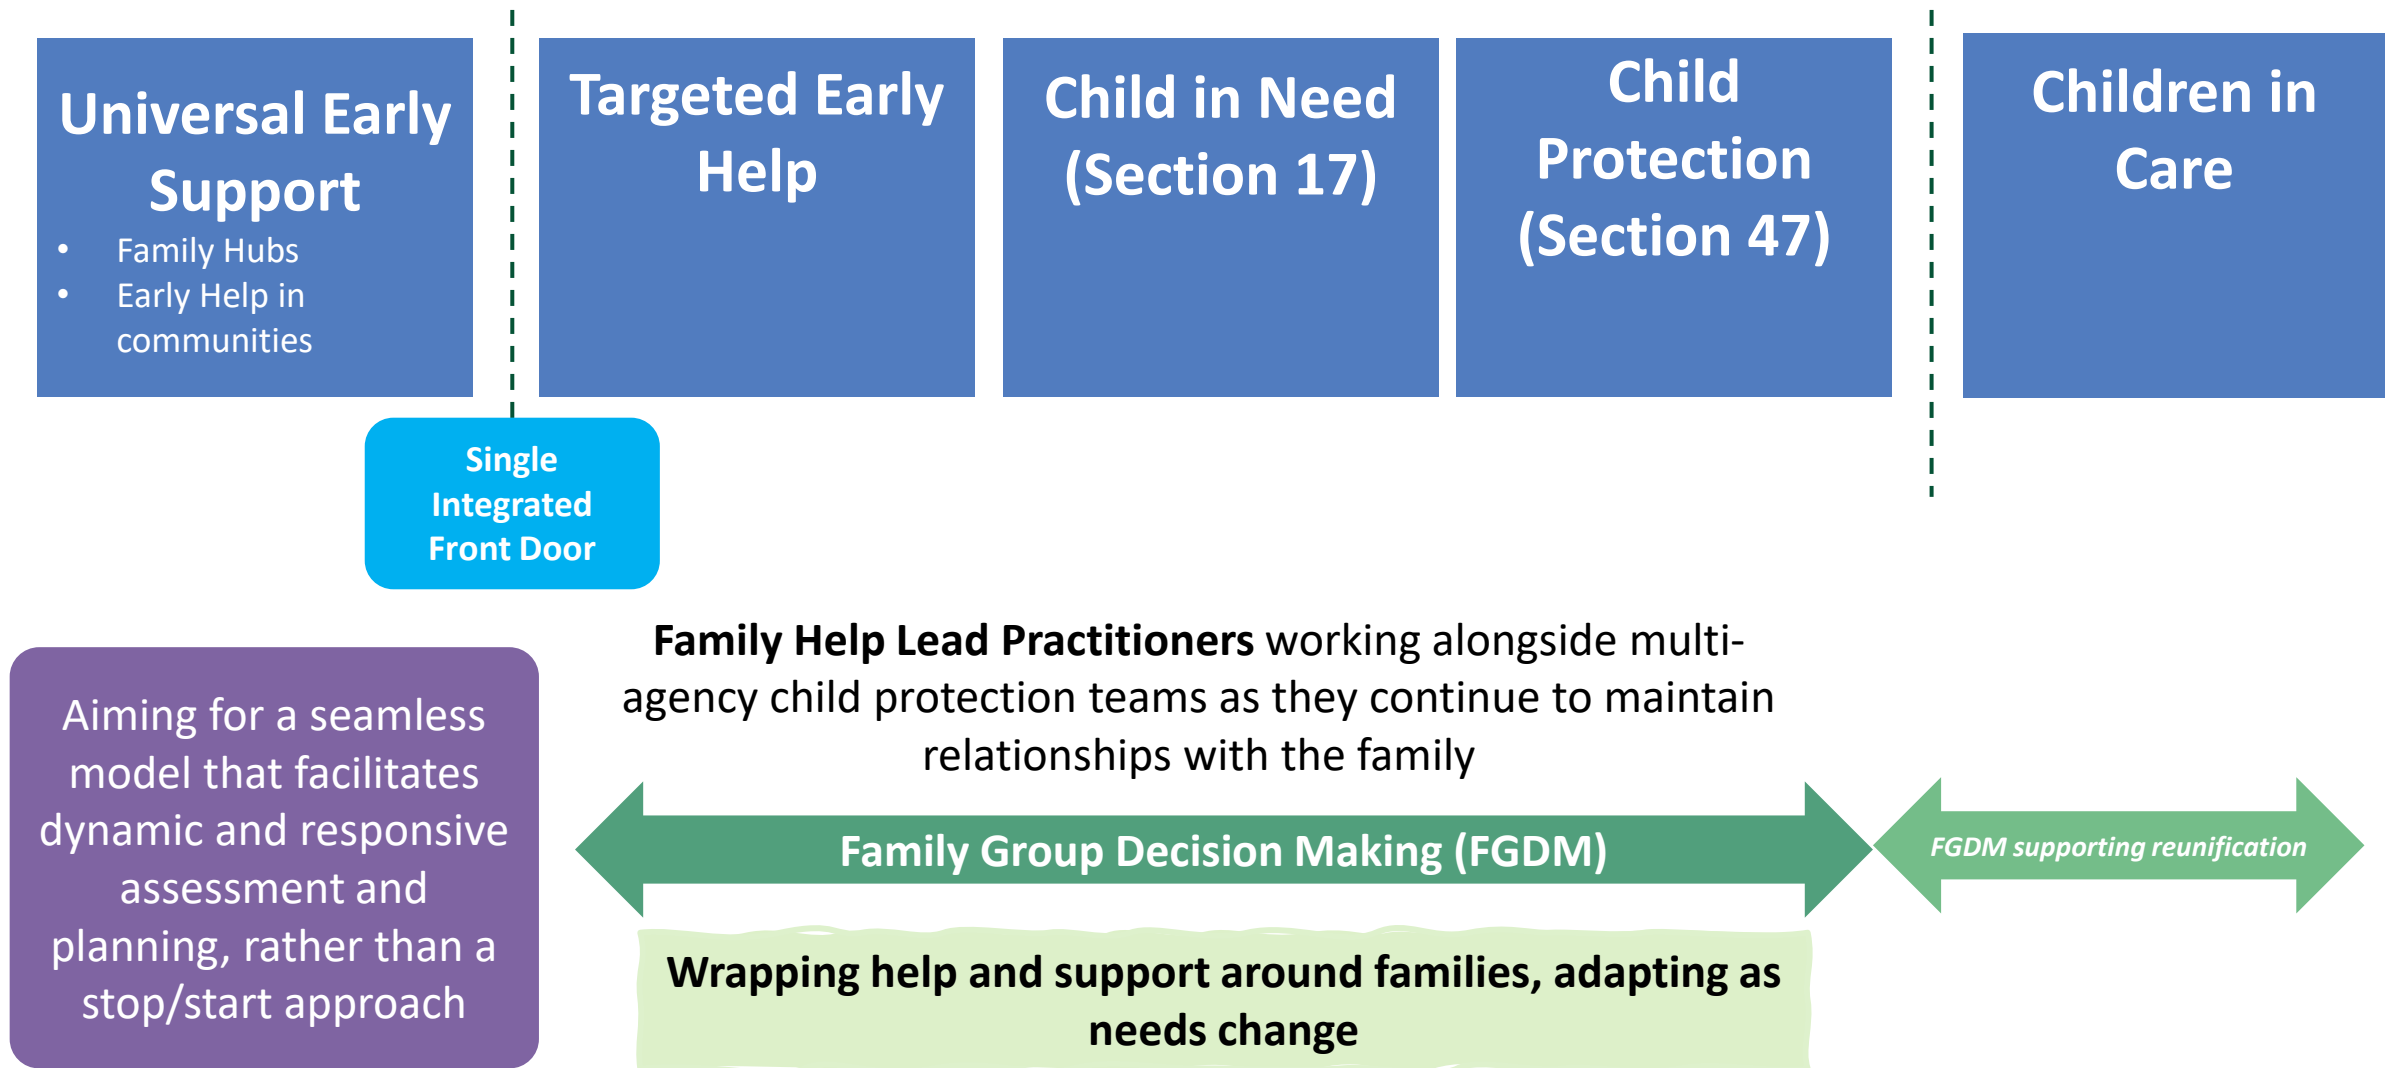 Universal Early
Support
• Family Hubs
• Early Help in
communities
Targeted Early
Help
Child in Need
(Section 17)
Child
Protection
(Section 47)
Children in
Care
Single
Integrated
Front Door
Aiming for a seamless
model that facilitates
dynamic and responsive
assessment and
planning, rather than a
stop/start approach
Family Help Lead Practitioners working alongside multi-
agency child protection teams as they continue to maintain
relationships with the family
Family Group Decision Making (FGDM)
FGDM supporting reunification
Wrapping help and support around families, adapting as
needs change